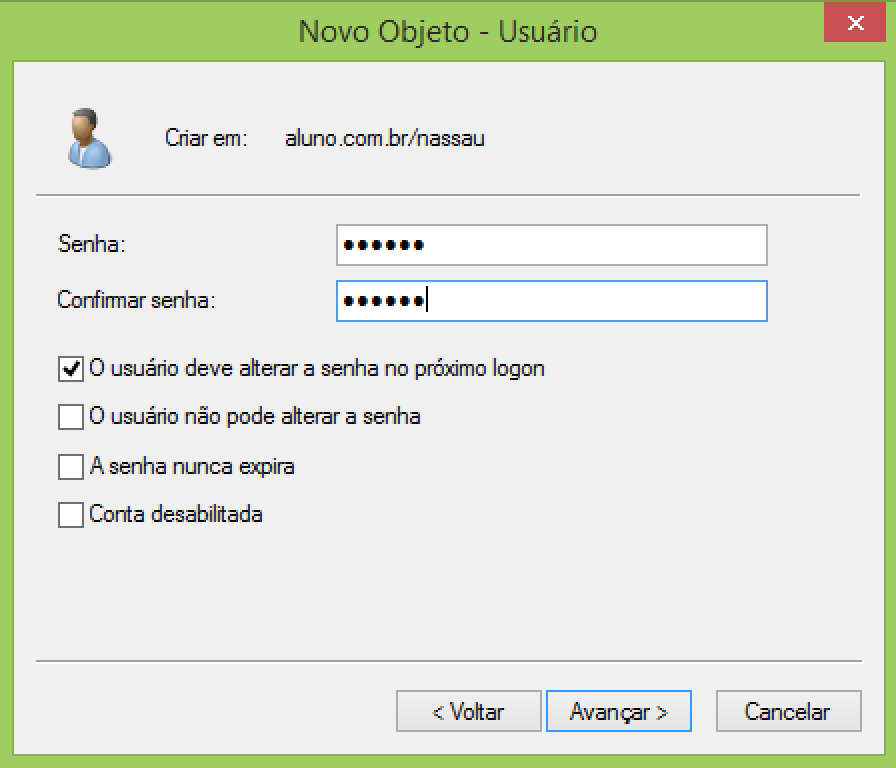 Novo Objeto - Usuário
Criar em: aluno.com.br/nassau
Senha: ●●●●●●
Confirmar senha: ●●●●●●
O usuário deve alterar a senha no próximo logon
O usuário não pode alterar a senha
A senha nunca expira
Conta desabilitada
< Voltar Avançar > Cancelar